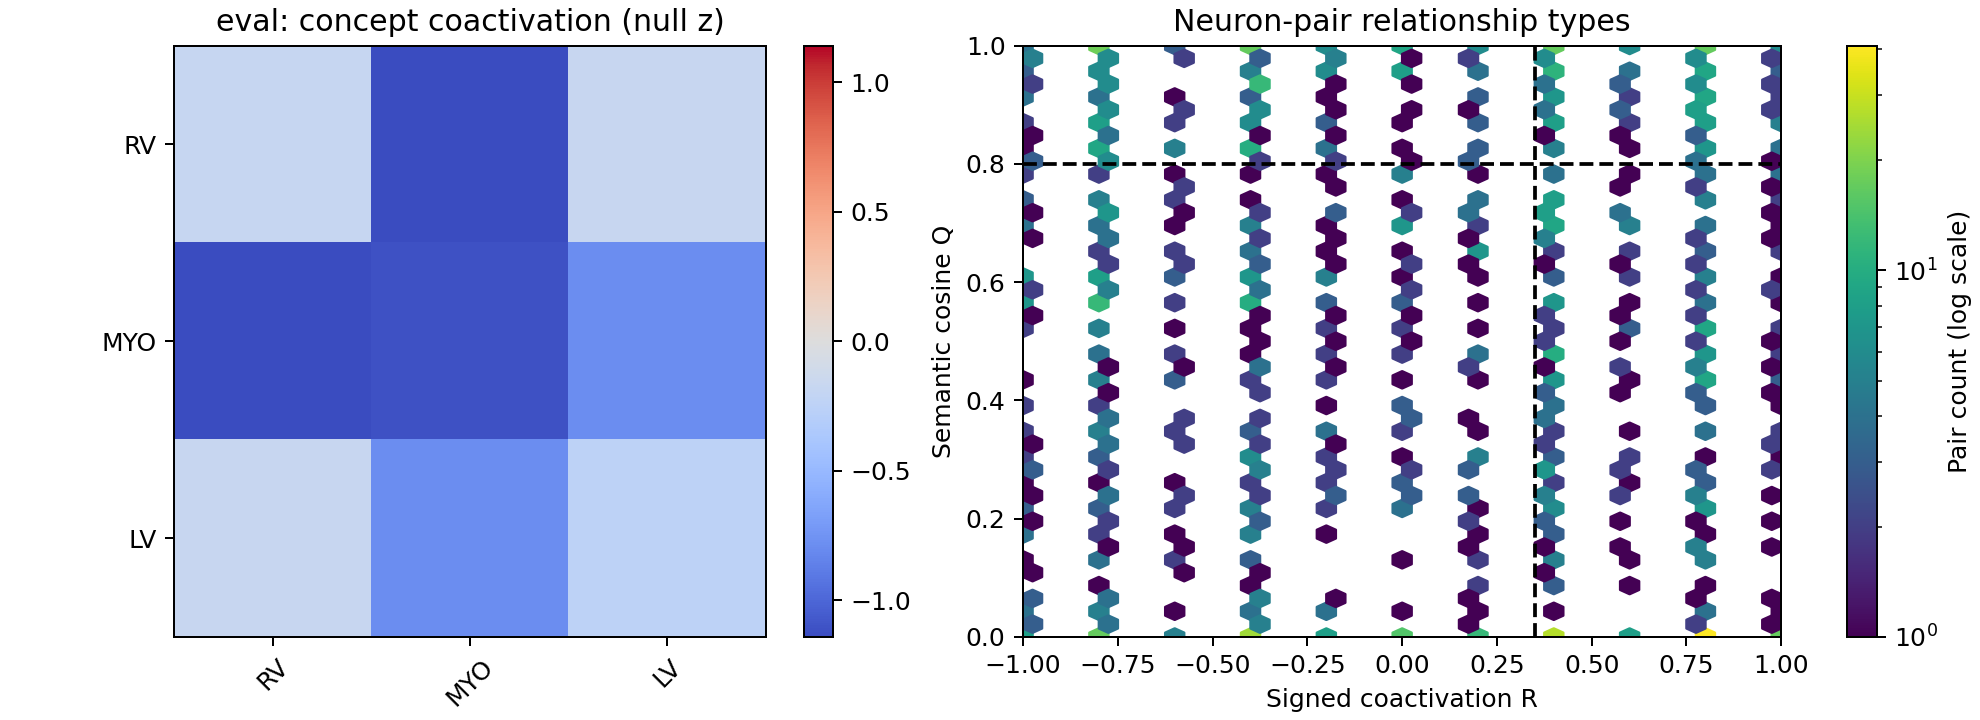 eval: concept coactivation (null z)
RV
MYO
LV
RV
MYO
LV
1.0
0.5
0.0
−0.5
−1.0
Neuron-pair relationship types
Semantic cosine Q
1.0
0.8
0.6
0.4
0.2
0.0
−1.00 −0.75 −0.50 −0.25 0.00 0.25 0.50 0.75 1.00
Signed coactivation R
10¹
10⁰
Pair count (log scale)